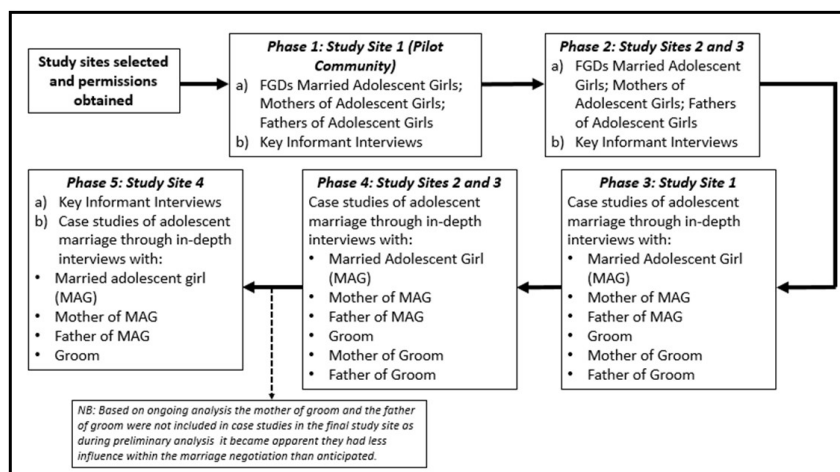 Study sites selected
and permissions
obtained
Phase 1: Study Site 1 (Pilot
Community)
a) FGDs Married Adolescent Girls;
Mothers of Adolescent Girls;
Fathers of Adolescent Girls
b) Key Informant Interviews
Phase 2: Study Sites 2 and 3
a) FGDs Married Adolescent
Girls; Mothers of
Adolescent Girls; Fathers
of Adolescent Girls
b) Key Informant Interviews
Phase 3: Study Site 1
Case studies of adolescent
marriage through in-depth
interviews with:
• Married Adolescent Girl
(MAG)
• Mother of MAG
• Father of MAG
• Groom
• Mother of Groom
• Father of Groom
Phase 4: Study Sites 2 and 3
Case studies of adolescent
marriage through in-depth
interviews with:
• Married Adolescent Girl
(MAG)
• Mother of MAG
• Father of MAG
• Groom
• Mother of Groom
• Father of Groom
Phase 5: Study Site 4
a) Key Informant Interviews
b) Case studies of adolescent
marriage through in-depth
interviews with:
• Married adolescent girl
(MAG)
• Mother of MAG
• Father of MAG
• Groom
NB: Based on ongoing analysis the mother of groom and the father
of groom were not included in case studies in the final study site as
during preliminary analysis it became apparent they had less
influence within the marriage negotiation than anticipated.